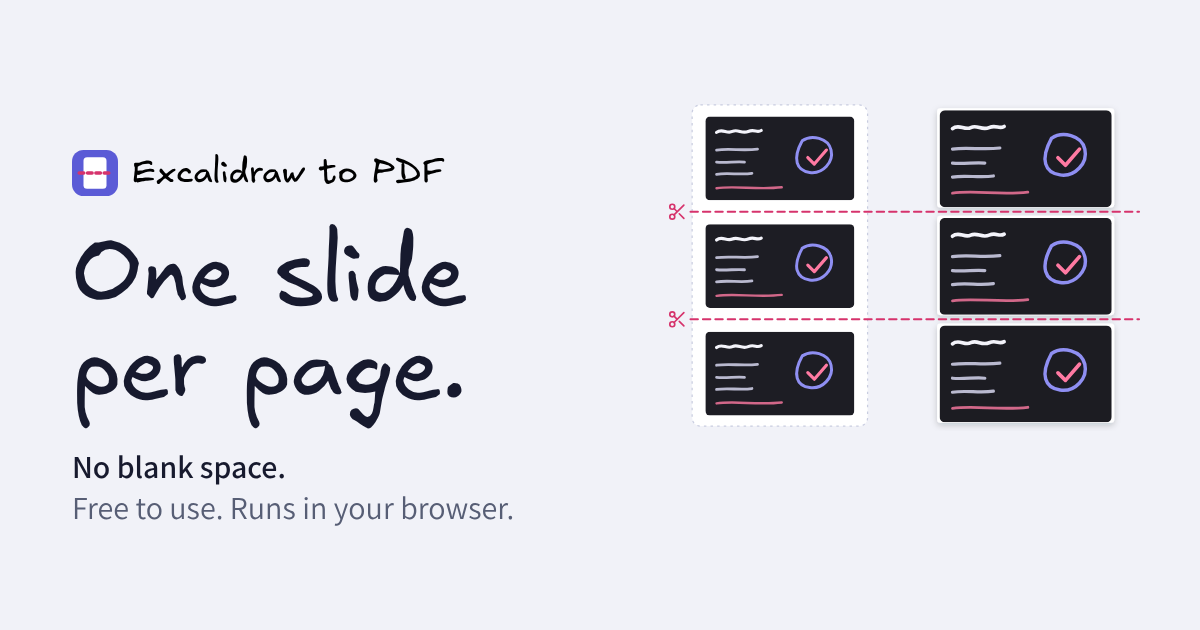 Excalidraw to PDF
One slide
per page.
No blank space.
Free to use. Runs in your browser.